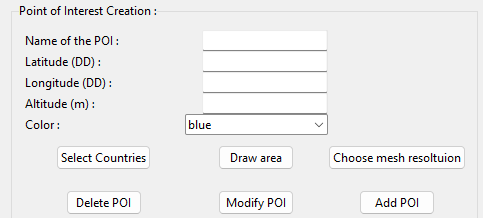 Point of Interest Creation :
Name of the POI :
Latitude (DD) :
Longitude (DD) :
Altitude (m) :
Color : blue
Select Countries Draw area Choose mesh resoltuion
Delete POI Modify POI Add POI